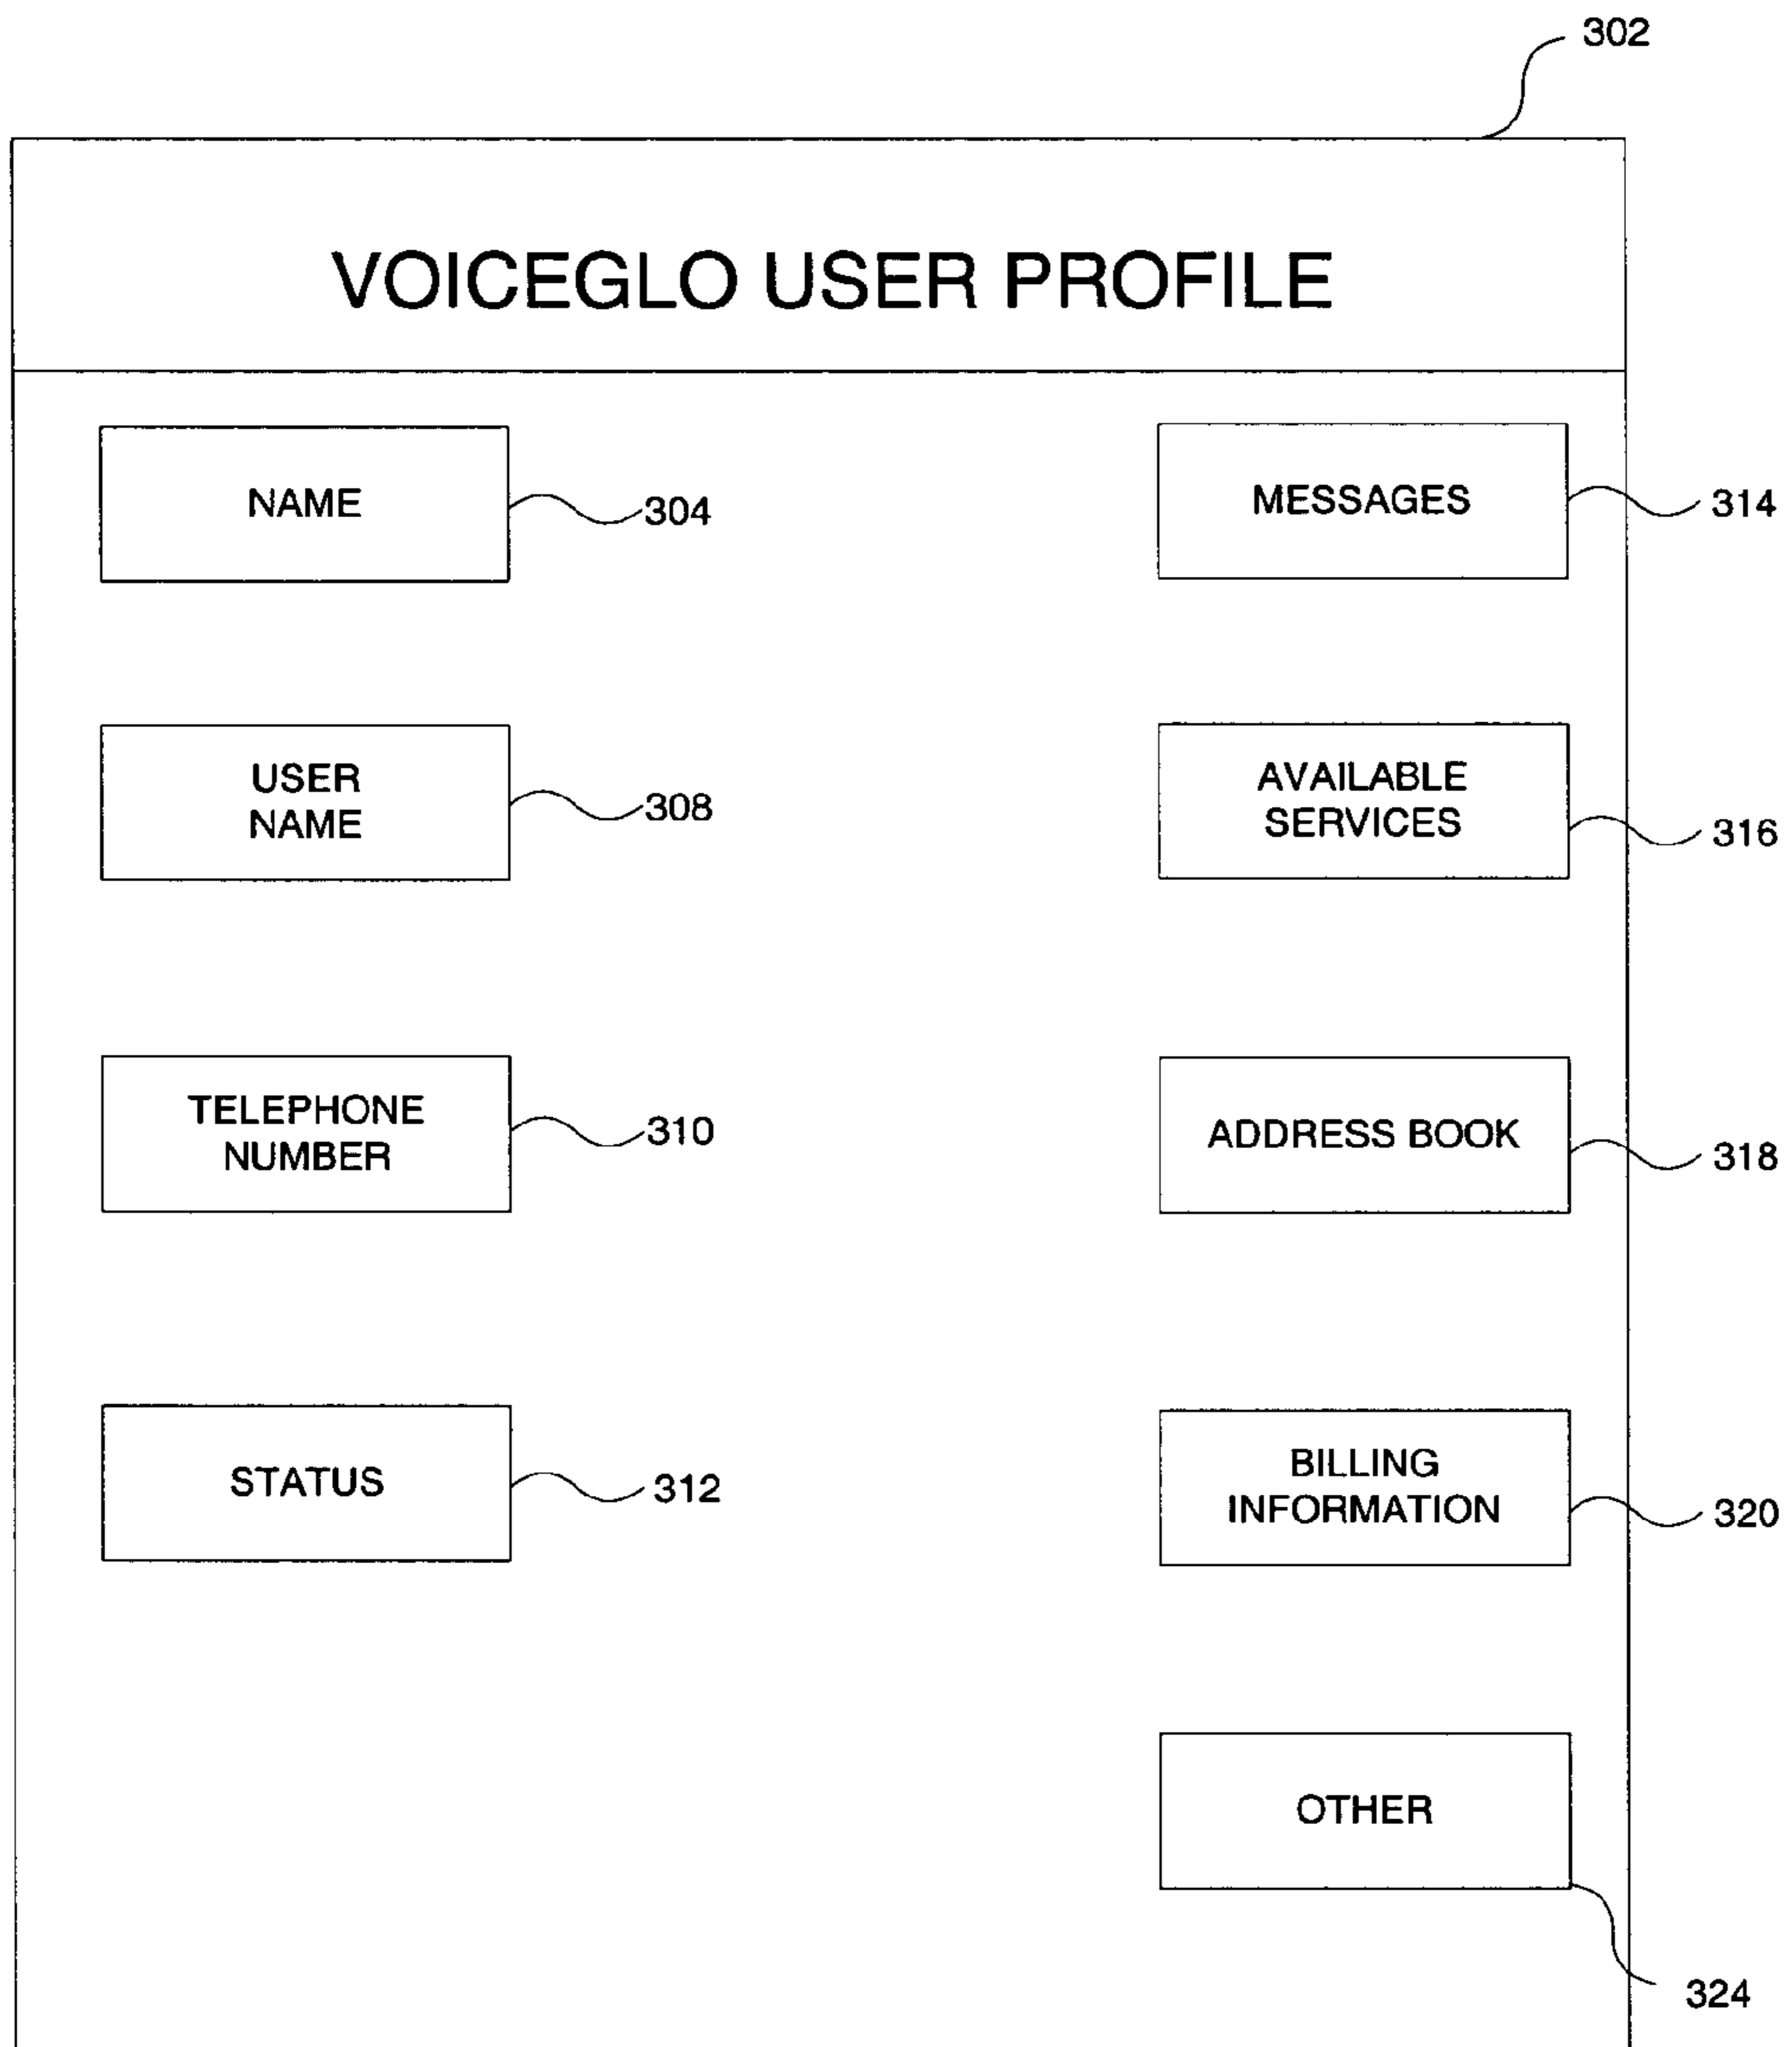 302
VOICEGLO USER PROFILE
NAME
304
MESSAGES
314
USER
NAME
308
AVAILABLE
SERVICES
316
TELEPHONE
NUMBER
310
ADDRESS BOOK
318
STATUS
312
BILLING
INFORMATION
320
OTHER
324